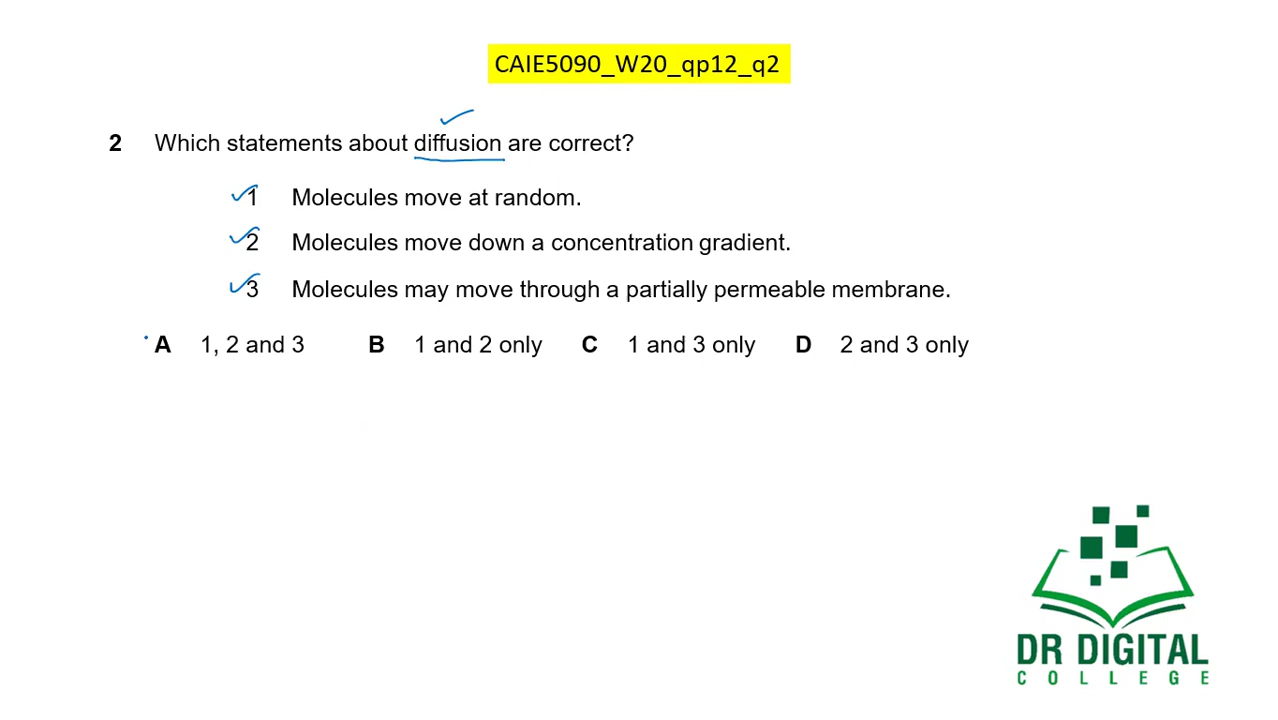 CAIE5090_W20_qp12_q2
2 Which statements about diffusion are correct?
1 Molecules move at random.
2 Molecules move down a concentration gradient.
3 Molecules may move through a partially permeable membrane.
A 1, 2 and 3 B 1 and 2 only C 1 and 3 only D 2 and 3 only
DR DIGITAL
COLLEGE